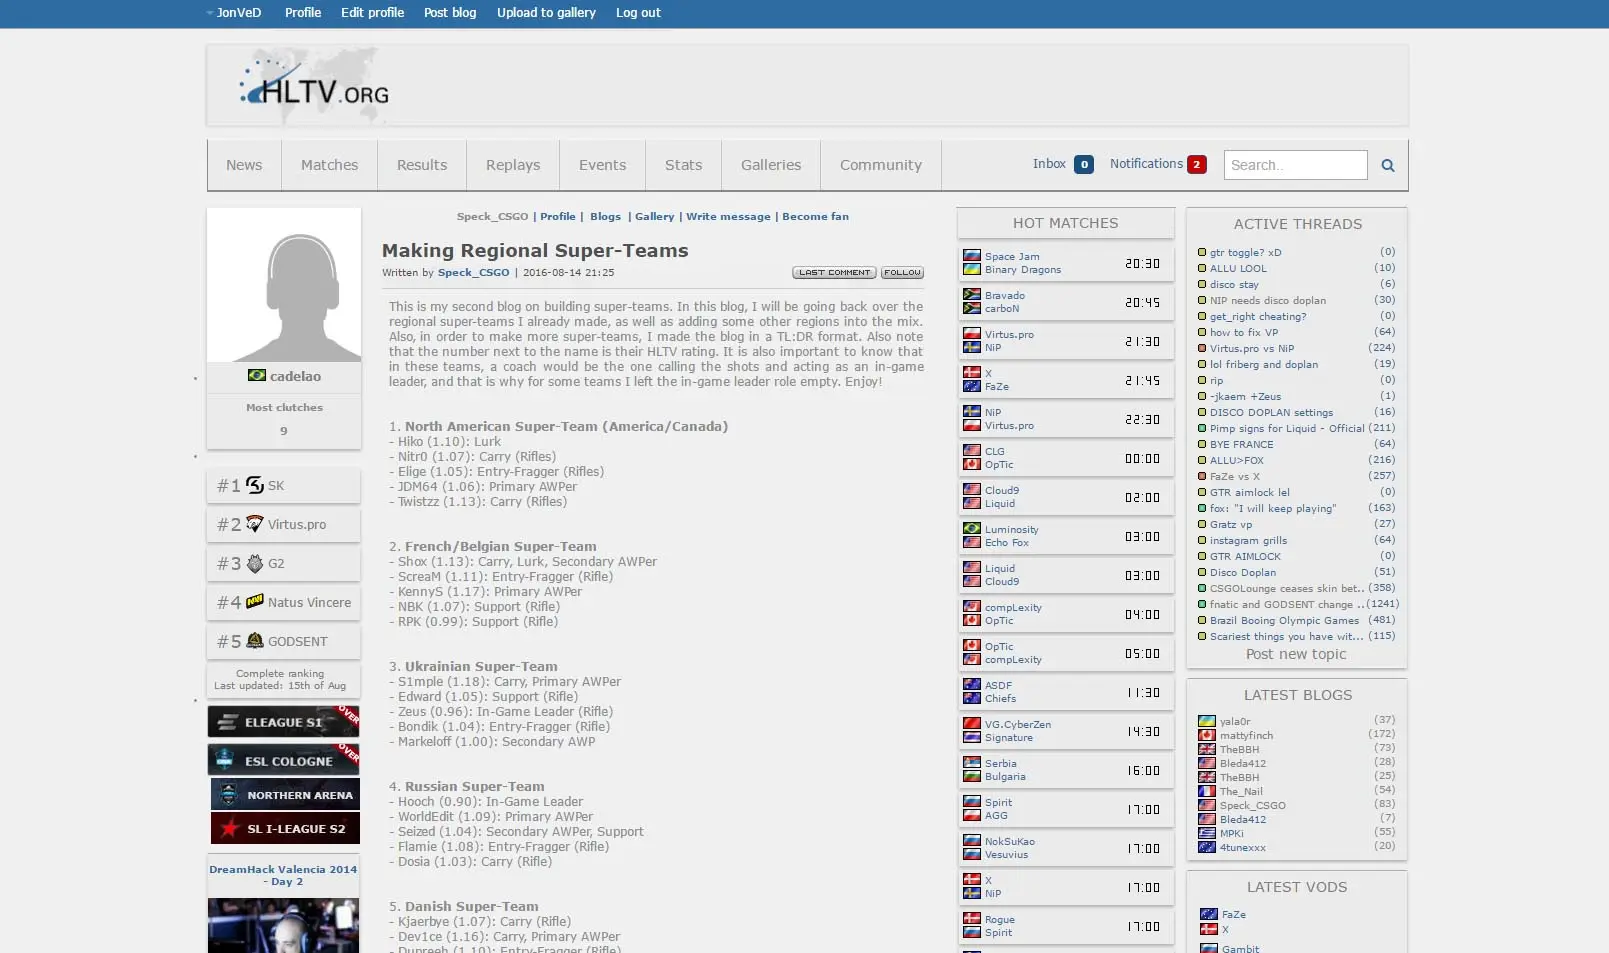 JonVeD Profile Edit profile Post blog Upload to gallery Log out
HLTV.ORG
News Matches Results Replays Events Stats Galleries Community Inbox 0 Notifications 2 Search..
cadelao
Most clutches
9
#1 SK
#2 Virtus.pro
#3 G2
#4 Natus Vincere
#5 GODSENT
Complete ranking
Last updated: 15th of Aug
ELEAGUE S1 OVER
ESL COLOGNE OVER
NORTHERN ARENA
SL I-LEAGUE S2
DreamHack Valencia 2014
- Day 2
Speck_CSGO | Profile | Blogs | Gallery | Write message | Become fan
Making Regional Super-Teams
Written by Speck_CSGO | 2016-08-14 21:25 LAST COMMENT FOLLOW
This is my second blog on building super-teams. In this blog, I will be going back over the
regional super-teams I already made, as well as adding some other regions into the mix.
Also, in order to make more super-teams, I made the blog in a TL:DR format. Also note
that the number next to the name is their HLTV rating. It is also important to know that
in these teams, a coach would be the one calling the shots and acting as an in-game
leader, and that is why for some teams I left the in-game leader role empty. Enjoy!
1. North American Super-Team (America/Canada)
- Hiko (1.10): Lurk
- Nitr0 (1.07): Carry (Rifles)
- Elige (1.05): Entry-Fragger (Rifles)
- JDM64 (1.06): Primary AWPer
- Twistzz (1.13): Carry (Rifles)
2. French/Belgian Super-Team
- Shox (1.13): Carry, Lurk, Secondary AWPer
- ScreaM (1.11): Entry-Fragger (Rifle)
- KennyS (1.17): Primary AWPer
- NBK (1.07): Support (Rifle)
- RPK (0.99): Support (Rifle)
3. Ukrainian Super-Team
- S1mple (1.18): Carry, Primary AWPer
- Edward (1.05): Support (Rifle)
- Zeus (0.96): In-Game Leader (Rifle)
- Bondik (1.04): Entry-Fragger (Rifle)
- Markeloff (1.00): Secondary AWP
4. Russian Super-Team
- Hooch (0.90): In-Game Leader
- WorldEdit (1.09): Primary AWPer
- Seized (1.04): Secondary AWPer, Support
- Flamie (1.08): Entry-Fragger (Rifle)
- Dosia (1.03): Carry (Rifle)
5. Danish Super-Team
- Kjaerbye (1.07): Carry (Rifle)
- Dev1ce (1.16): Carry, Primary AWPer
- Dupreeh (1.10): Entry-Fragger (Rifle)
HOT MATCHES
Space Jam
Binary Dragons 20:30
Bravado
carboN 20:45
Virtus.pro
NiP 21:30
X
FaZe 21:45
NiP
Virtus.pro 22:30
CLG
OpTic 00:00
Cloud9
Liquid 02:00
Luminosity
Echo Fox 03:00
Liquid
Cloud9 03:00
compLexity
OpTic 04:00
OpTic
compLexity 05:00
ASDF
Chiefs 11:30
VG.CyberZen
Signature 14:30
Serbia
Bulgaria 16:00
Spirit
AGG 17:00
NokSuKao
Vesuvius 17:00
X
NiP 17:00
Rogue
Spirit 17:00
ACTIVE THREADS
gtr toggle? xD (0)
ALLU LOOL (10)
disco stay (6)
NIP needs disco doplan (30)
get_right cheating? (0)
how to fix VP (64)
Virtus.pro vs NiP (224)
lol friberg and doplan (19)
rip (0)
-jkaem +Zeus (1)
DISCO DOPLAN settings (16)
Pimp signs for Liquid - Official (211)
BYE FRANCE (64)
ALLU>FOX (216)
FaZe vs X (257)
GTR aimlock lel (0)
fox: "I will keep playing" (163)
Gratz vp (27)
instagram grills (64)
GTR AIMLOCK (0)
Disco Doplan (51)
CSGOLounge ceases skin bet.. (358)
fnatic and GODSENT change ..(1241)
Brazil Booing Olympic Games (481)
Scariest things you have wit... (115)
Post new topic
LATEST BLOGS
yala0r (37)
mattyfinch (172)
TheBBH (73)
Bleda412 (28)
TheBBH (25)
The_Nail (54)
Speck_CSGO (83)
Bleda412 (7)
MPKi (55)
4tunexxx (20)
LATEST VODS
FaZe
X
Gambit